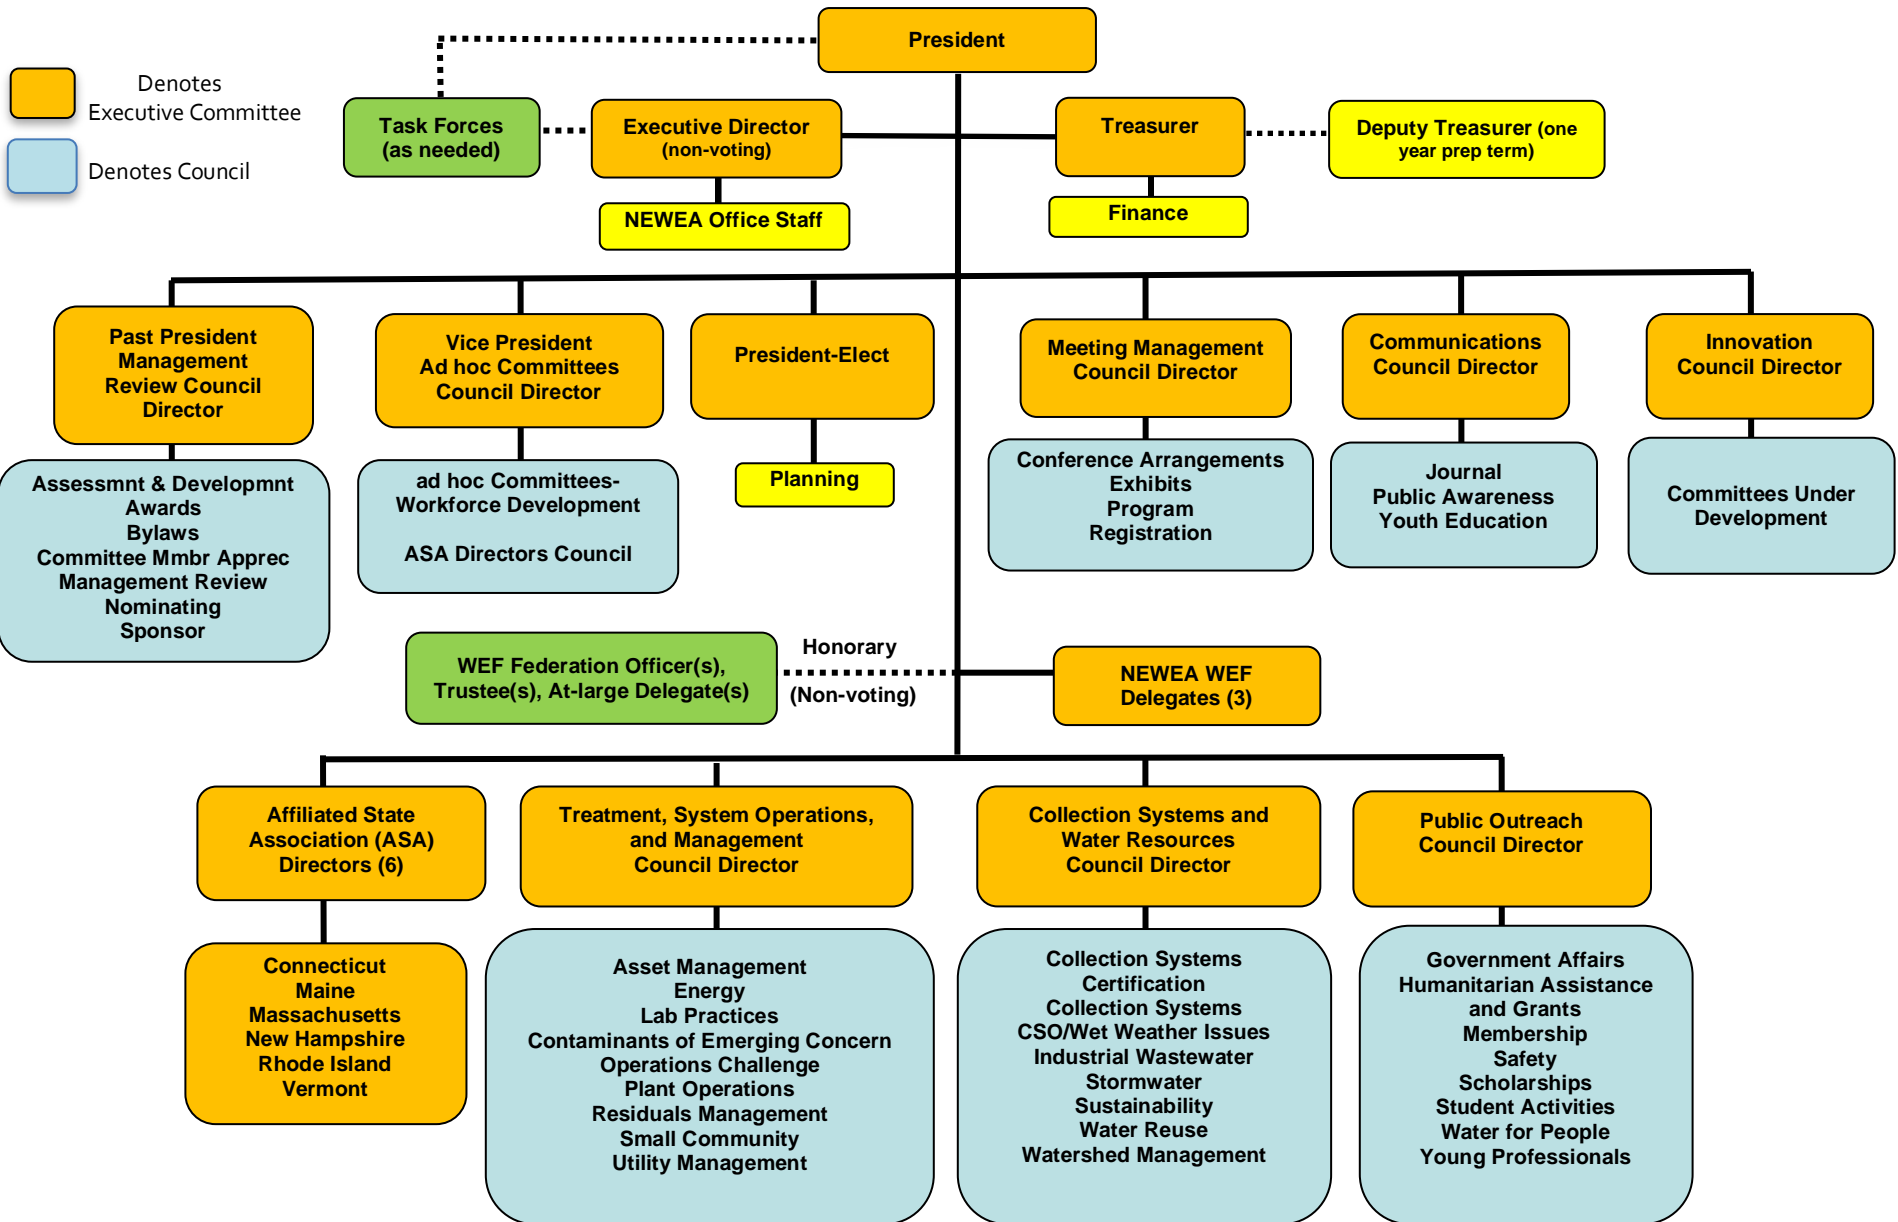 President
Denotes
Executive Committee
Denotes Council
Task Forces
(as needed)
Executive Director
(non-voting)
Treasurer
Deputy Treasurer (one
year prep term)
NEWEA Office Staff
Finance
Past President
Management
Review Council
Director
Vice President
Ad hoc Committees
Council Director
President-Elect
Meeting Management
Council Director
Communications
Council Director
Innovation
Council Director
Assessmnt & Developmnt
Awards
Bylaws
Committee Mmbr Apprec
Management Review
Nominating
Sponsor
ad hoc Committees-
Workforce Development
ASA Directors Council
Planning
Conference Arrangements
Exhibits
Program
Registration
Journal
Public Awareness
Youth Education
Committees Under
Development
WEF Federation Officer(s),
Trustee(s), At-large Delegate(s)
Honorary
(Non-voting)
NEWEA WEF
Delegates (3)
Affiliated State
Association (ASA)
Directors (6)
Treatment, System Operations,
and Management
Council Director
Collection Systems and
Water Resources
Council Director
Public Outreach
Council Director
Connecticut
Maine
Massachusetts
New Hampshire
Rhode Island
Vermont
Asset Management
Energy
Lab Practices
Contaminants of Emerging Concern
Operations Challenge
Plant Operations
Residuals Management
Small Community
Utility Management
Collection Systems
Certification
Collection Systems
CSO/Wet Weather Issues
Industrial Wastewater
Stormwater
Sustainability
Water Reuse
Watershed Management
Government Affairs
Humanitarian Assistance
and Grants
Membership
Safety
Scholarships
Student Activities
Water for People
Young Professionals